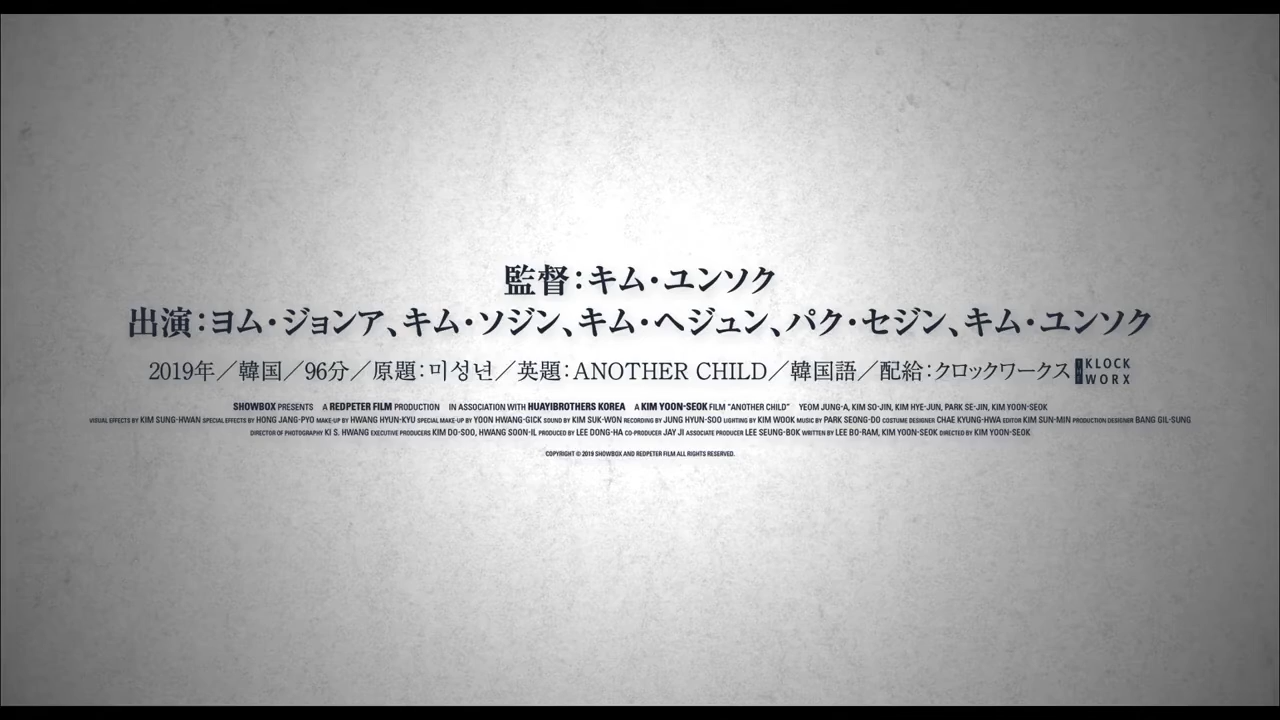 監督:キム・ユンソク
出演:ヨム・ジョンア、キム・ソジン、キム・ヘジュン、パク・セジン、キム・ユンソク
2019年/韓国/96分/原題:미성년/英題:ANOTHER CHILD/韓国語/配給:クロックワークス THE KLOCK WORX
SHOWBOX PRESENTS A REDPETER FILM PRODUCTION IN ASSOCIATION WITH HUAYIBROTHERS KOREA A KIM YOON-SEOK FILM "ANOTHER CHILD" YEOM JUNG-A, KIM SO-JIN, KIM HYE-JUN, PARK SE-JIN, KIM YOON-SEOK
VISUAL EFFECTS BY KIM SUNG-HWAN SPECIAL EFFECTS BY HONG JANG-PYO MAKE-UP BY HWANG HYUN-KYU SPECIAL MAKE-UP BY YOON HWANG-GICK SOUND BY KIM SUK-WON RECORDING BY JUNG HYUN-SOO LIGHTING BY KIM WOOK MUSIC BY PARK SEONG-DO COSTUME DESIGNER CHAE KYUNG-HWA EDITOR KIM SUN-MIN PRODUCTION DESIGNER BANG GIL-SUNG
DIRECTOR OF PHOTOGRAPHY KI S. HWANG EXECUTIVE PRODUCERS KIM DO-SOO, HWANG SOON-IL PRODUCED BY LEE DONG-HA CO-PRODUCER JAY JI ASSOCIATE PRODUCER LEE SEUNG-BOK WRITTEN BY LEE BO-RAM, KIM YOON-SEOK DIRECTED BY KIM YOON-SEOK
COPYRIGHT © 2019 SHOWBOX AND REDPETER FILM ALL RIGHTS RESERVED.